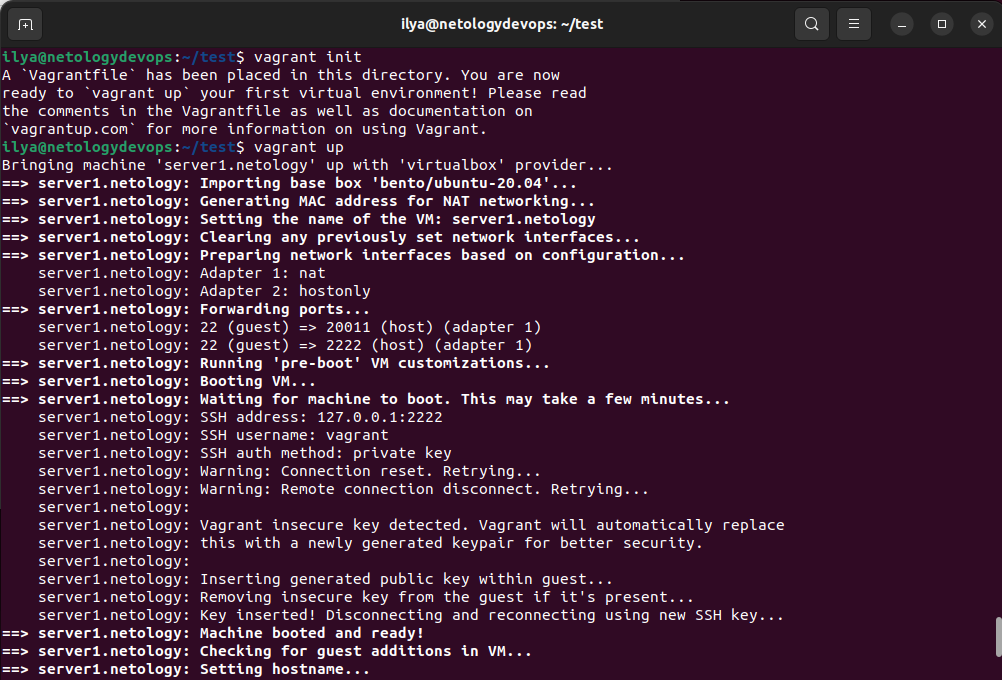 ilya@netologydevops: ~/test
ilya@netologydevops:~/test$ vagrant init
A `Vagrantfile` has been placed in this directory. You are now
ready to `vagrant up` your first virtual environment! Please read
the comments in the Vagrantfile as well as documentation on
`vagrantup.com` for more information on using Vagrant.
ilya@netologydevops:~/test$ vagrant up
Bringing machine 'server1.netology' up with 'virtualbox' provider...
==> server1.netology: Importing base box 'bento/ubuntu-20.04'...
==> server1.netology: Generating MAC address for NAT networking...
==> server1.netology: Setting the name of the VM: server1.netology
==> server1.netology: Clearing any previously set network interfaces...
==> server1.netology: Preparing network interfaces based on configuration...
    server1.netology: Adapter 1: nat
    server1.netology: Adapter 2: hostonly
==> server1.netology: Forwarding ports...
    server1.netology: 22 (guest) => 20011 (host) (adapter 1)
    server1.netology: 22 (guest) => 2222 (host) (adapter 1)
==> server1.netology: Running 'pre-boot' VM customizations...
==> server1.netology: Booting VM...
==> server1.netology: Waiting for machine to boot. This may take a few minutes...
    server1.netology: SSH address: 127.0.0.1:2222
    server1.netology: SSH username: vagrant
    server1.netology: SSH auth method: private key
    server1.netology: Warning: Connection reset. Retrying...
    server1.netology: Warning: Remote connection disconnect. Retrying...
    server1.netology:
    server1.netology: Vagrant insecure key detected. Vagrant will automatically replace
    server1.netology: this with a newly generated keypair for better security.
    server1.netology:
    server1.netology: Inserting generated public key within guest...
    server1.netology: Removing insecure key from the guest if it's present...
    server1.netology: Key inserted! Disconnecting and reconnecting using new SSH key...
==> server1.netology: Machine booted and ready!
==> server1.netology: Checking for guest additions in VM...
==> server1.netology: Setting hostname...